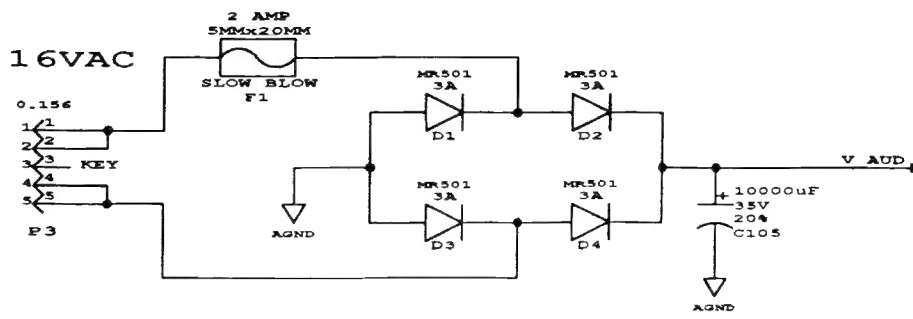 2 AMP
5MMx20MM
16VAC
SLOW BLOW
F1
MR501
3A
D1
MR501
3A
D2
0.156
1 1
2 2
3 3 KEY
4 4
5 5
P3
AGND
MR501
3A
D3
MR501
3A
D4
V AUD
+ 10000uF
35V
20%
C105
AGND